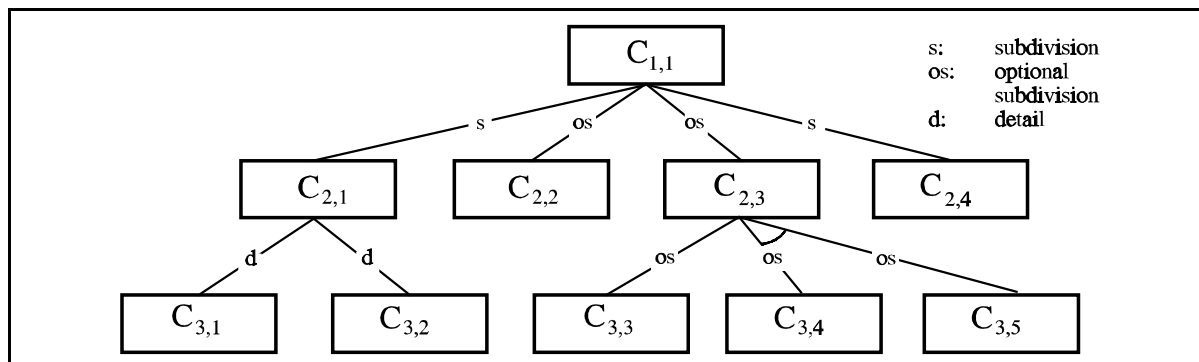 C1,1
s: subdivision
os: optional
subdivision
d: detail
s os os s
C2,1 C2,2 C2,3 C2,4
d d os os os
C3,1 C3,2 C3,3 C3,4 C3,5